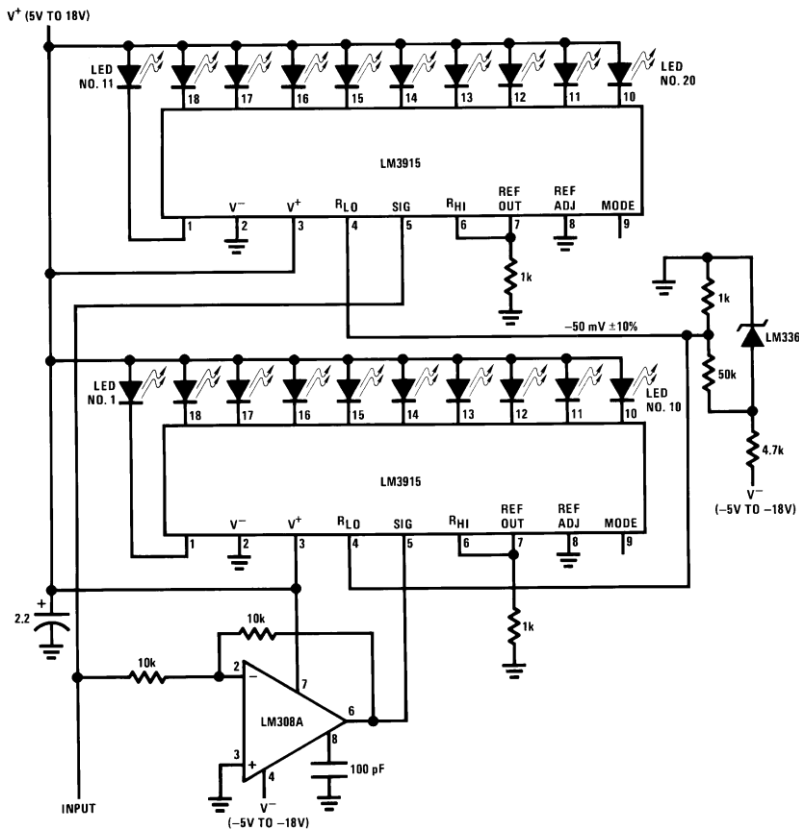 V+ (5V TO 18V)
LED NO. 11
LED NO. 20
18 17 16 15 14 13 12 11 10
LM3915
V− V+ RLO SIG RHI REF OUT REF ADJ MODE
1 2 3 4 5 6 7 8 9
1k
1k
−50 mV ±10%
LM336
50k
LED NO. 1
LED NO. 10
18 17 16 15 14 13 12 11 10
4.7k
LM3915
V−
(−5V TO −18V)
V− V+ RLO SIG RHI REF OUT REF ADJ MODE
1 2 3 4 5 6 7 8 9
+
2.2
10k
1k
10k
2 − 7
LM308A 6
8
3 + 4
100 pF
INPUT
V−
(−5V TO −18V)